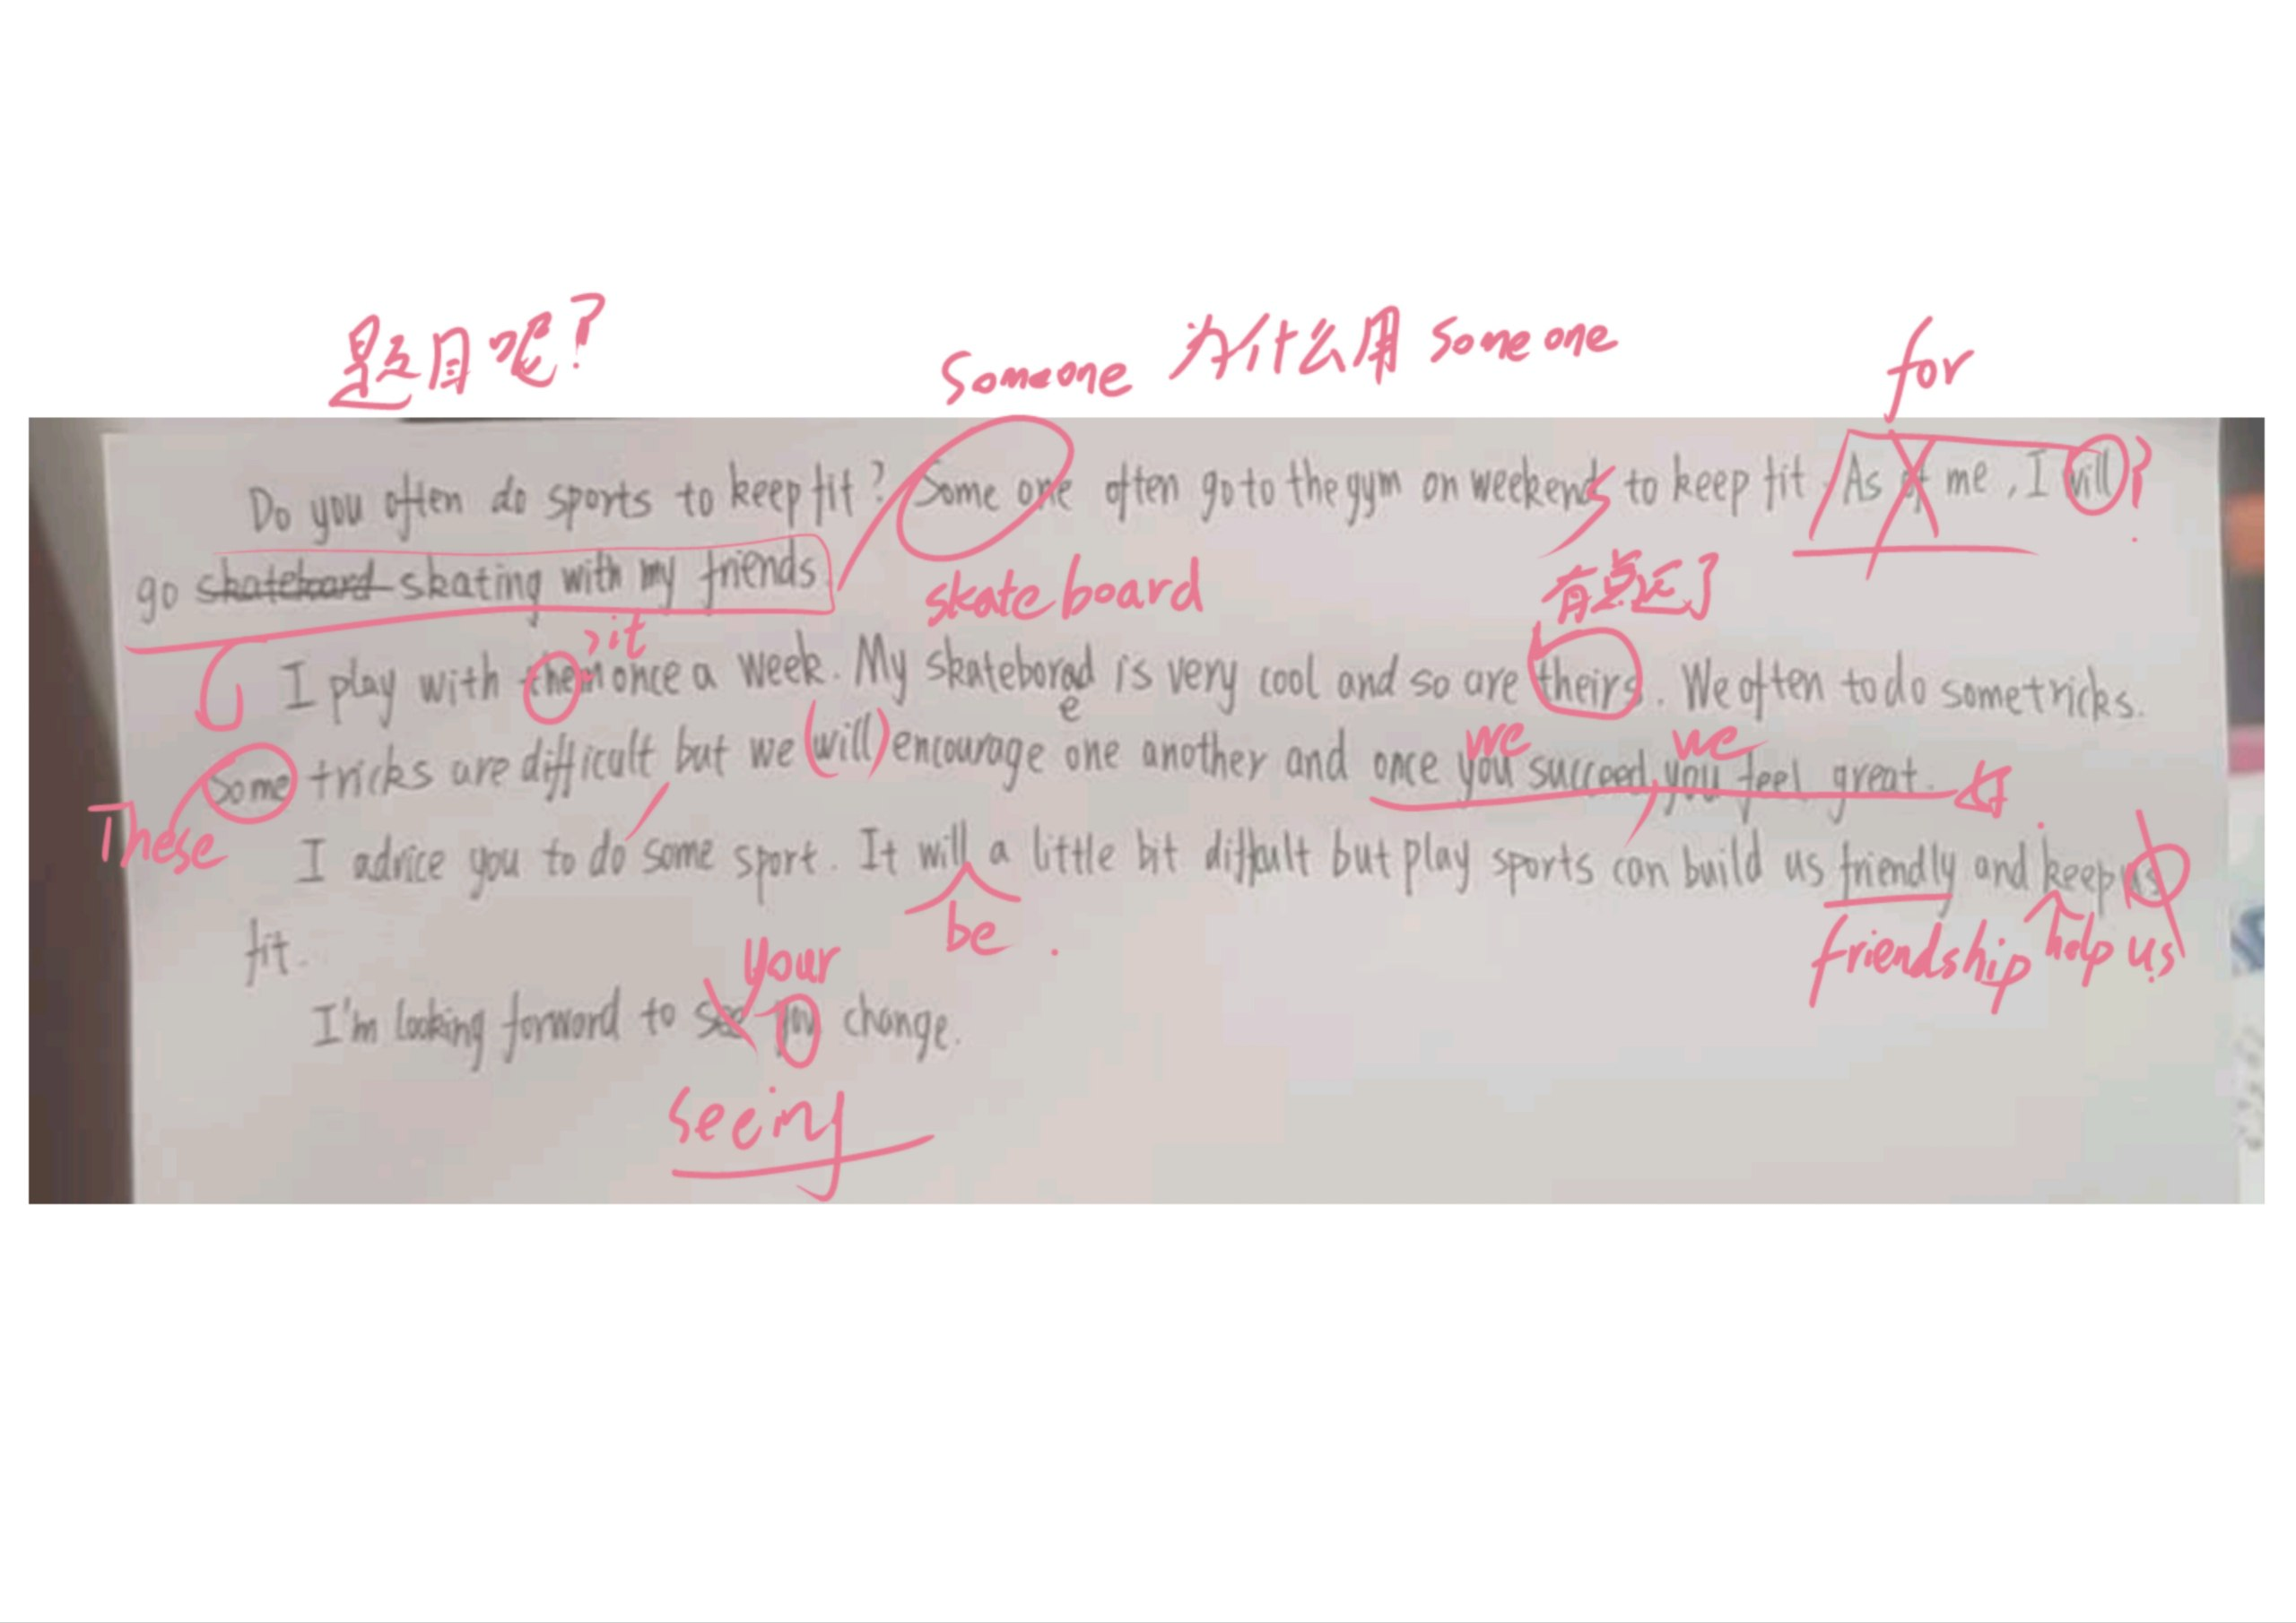 题目呢?
Someone 为什么用 someone
for
Do you often do sports to keep fit? Some one often go to the gym on weekends to keep fit. As of me, I will ?
go skateboard skating with my friends.
skateboard
有点远了
it
I play with them once a week. My skateborad is very cool and so are theirs. We often to do some tricks.
e
we we
Some tricks are difficult but we (will) encourage one another and once you succeed, you feel great.
These
I advice you to do some sport. It will a little bit difficult but play sports can build us friendly and keep us
be
friendship help us
fit.
your
I'm looking forward to see you change.
seeing